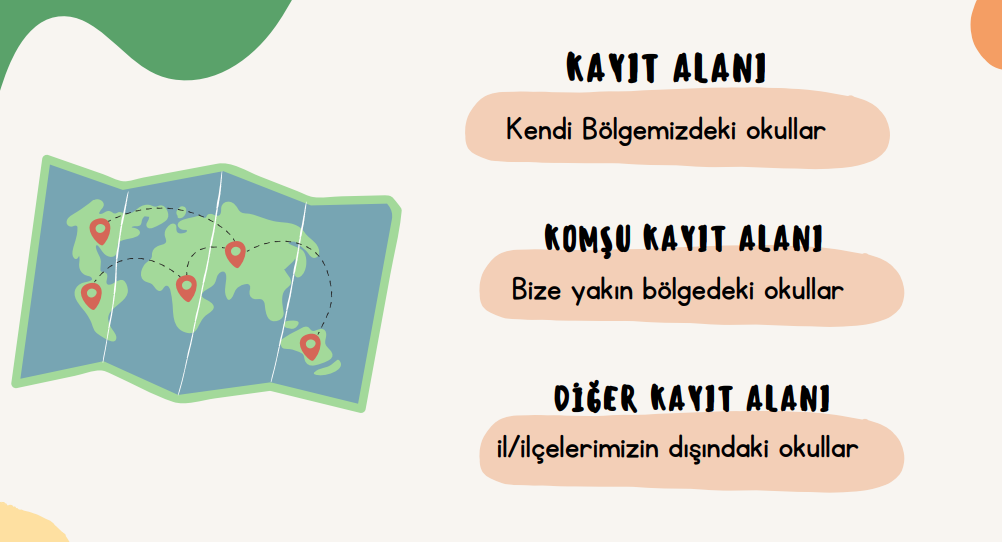 KAYIT ALANI
Kendi Bölgemizdeki okullar
KOMŞU KAYIT ALANI
Bize yakın bölgedeki okullar
DİĞER KAYIT ALANI
il/ilçelerimizin dışındaki okullar